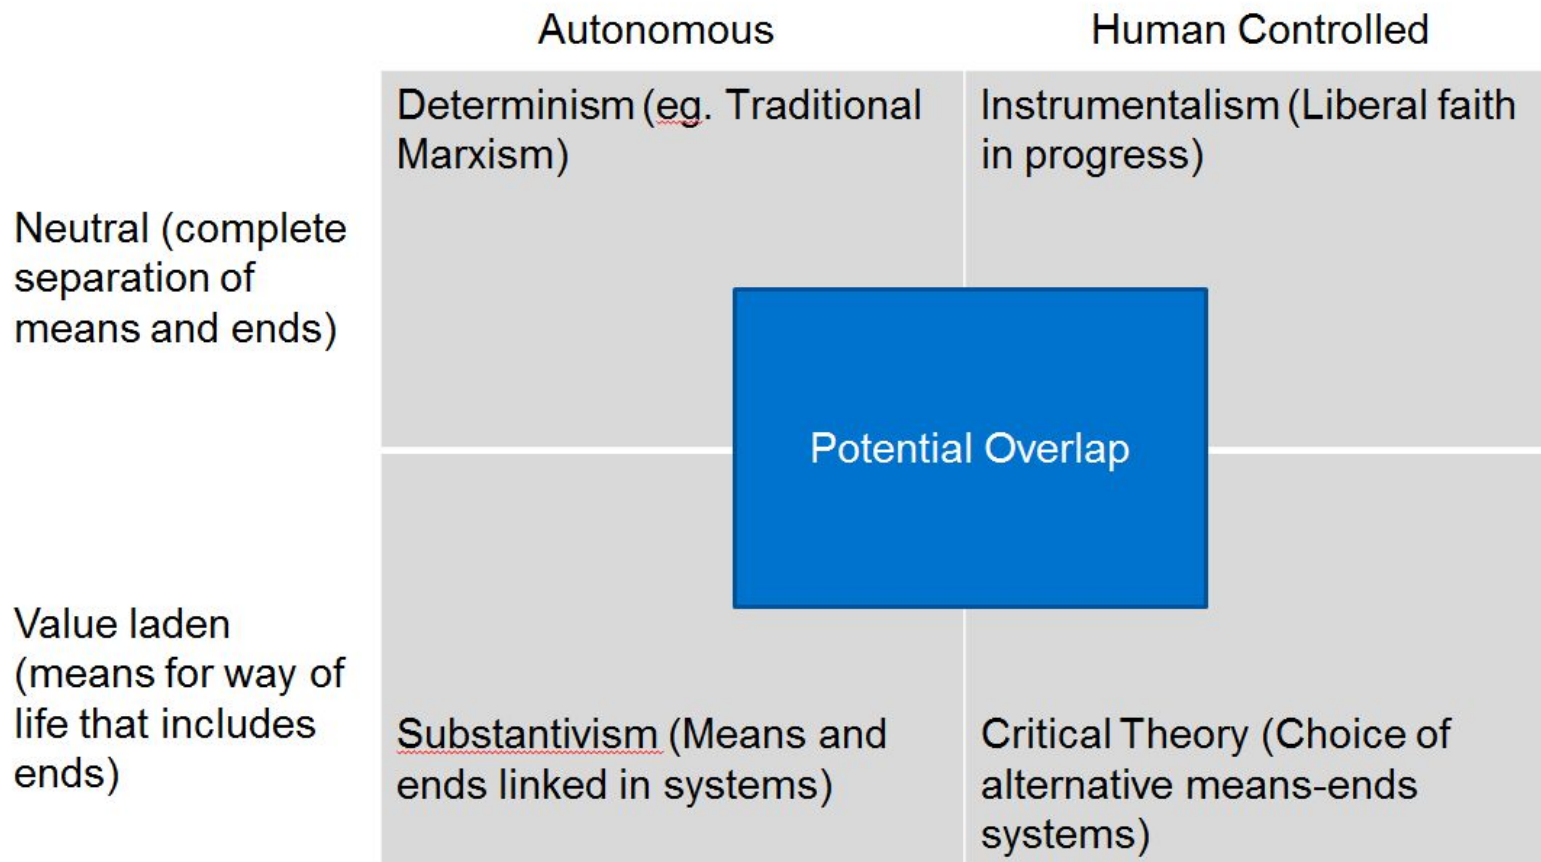 Autonomous
Human Controlled
Neutral (complete
separation of
means and ends)
Determinism (eg. Traditional
Marxism)
Instrumentalism (Liberal faith
in progress)
Potential Overlap
Value laden
(means for way of
life that includes
ends)
Substantivism (Means and
ends linked in systems)
Critical Theory (Choice of
alternative means-ends
systems)